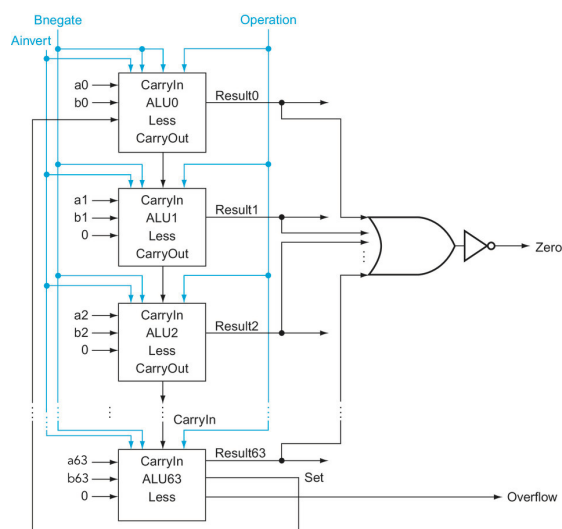 Bnegate Operation
Ainvert
a0 CarryIn Result0
b0 ALU0
Less
CarryOut
a1 CarryIn Result1
b1 ALU1
0 Less
CarryOut
Zero
a2 CarryIn Result2
b2 ALU2
0 Less
CarryOut
CarryIn
a63 CarryIn Result63
b63 ALU63 Set
0 Less Overflow